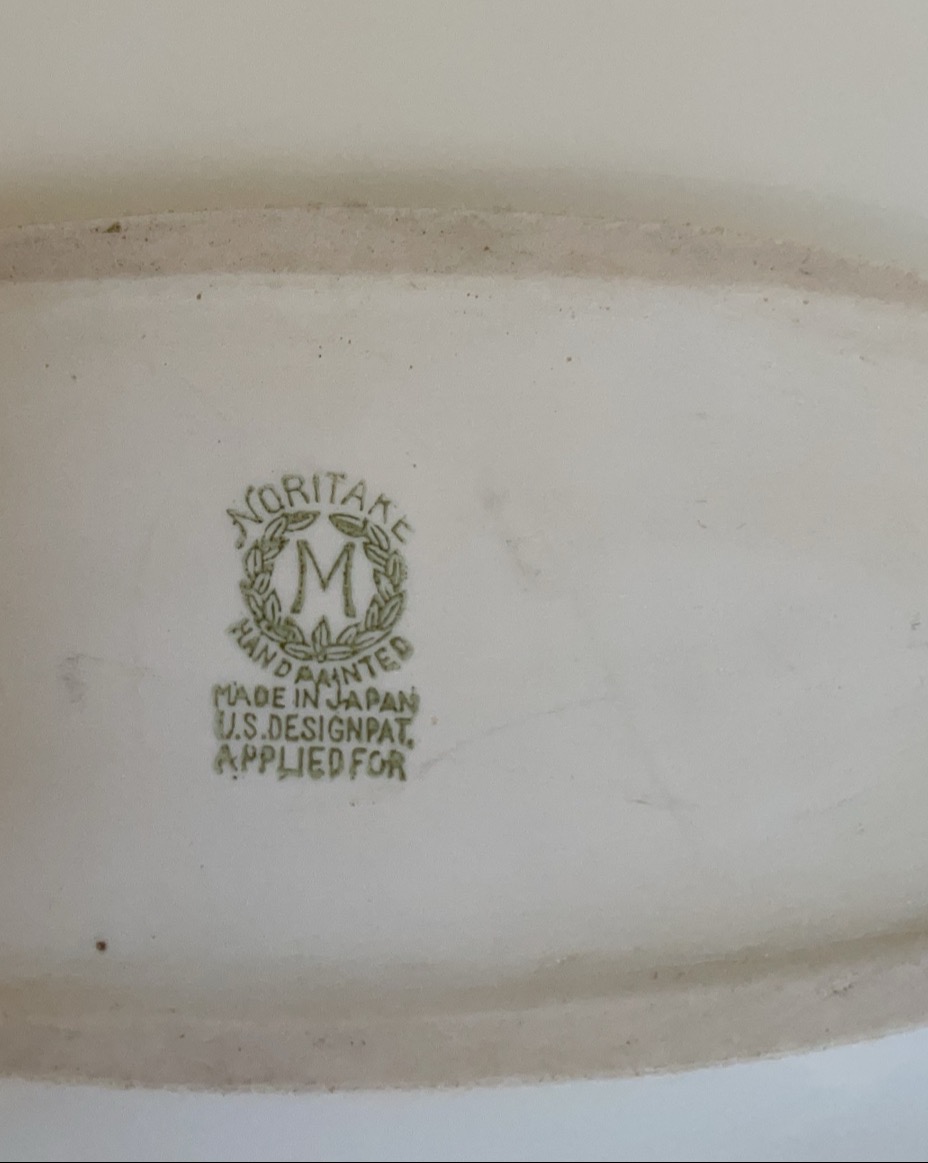 NORITAKE
M
HANDPAINTED
MADE IN JAPAN
U.S.DESIGNPAT.
APPLIED FOR